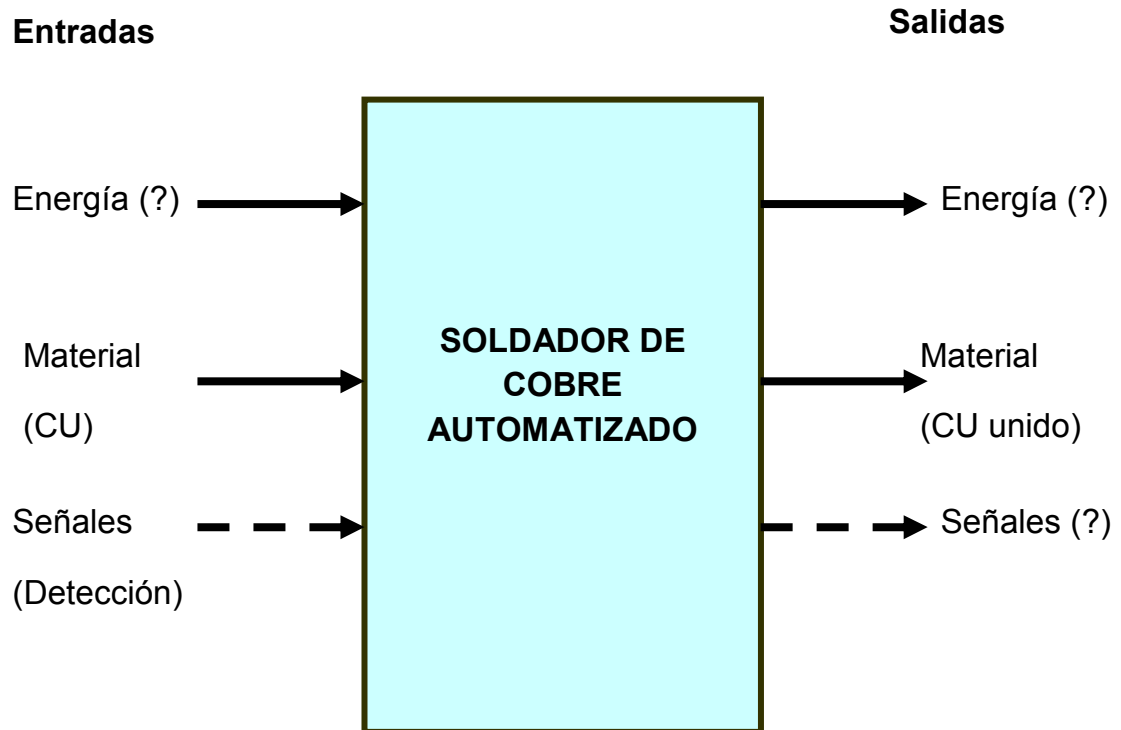 Entradas
Salidas
Energía (?)
Energía (?)
Material
(CU)
SOLDADOR DE
COBRE
AUTOMATIZADO
Material
(CU unido)
Señales
(Detección)
Señales (?)